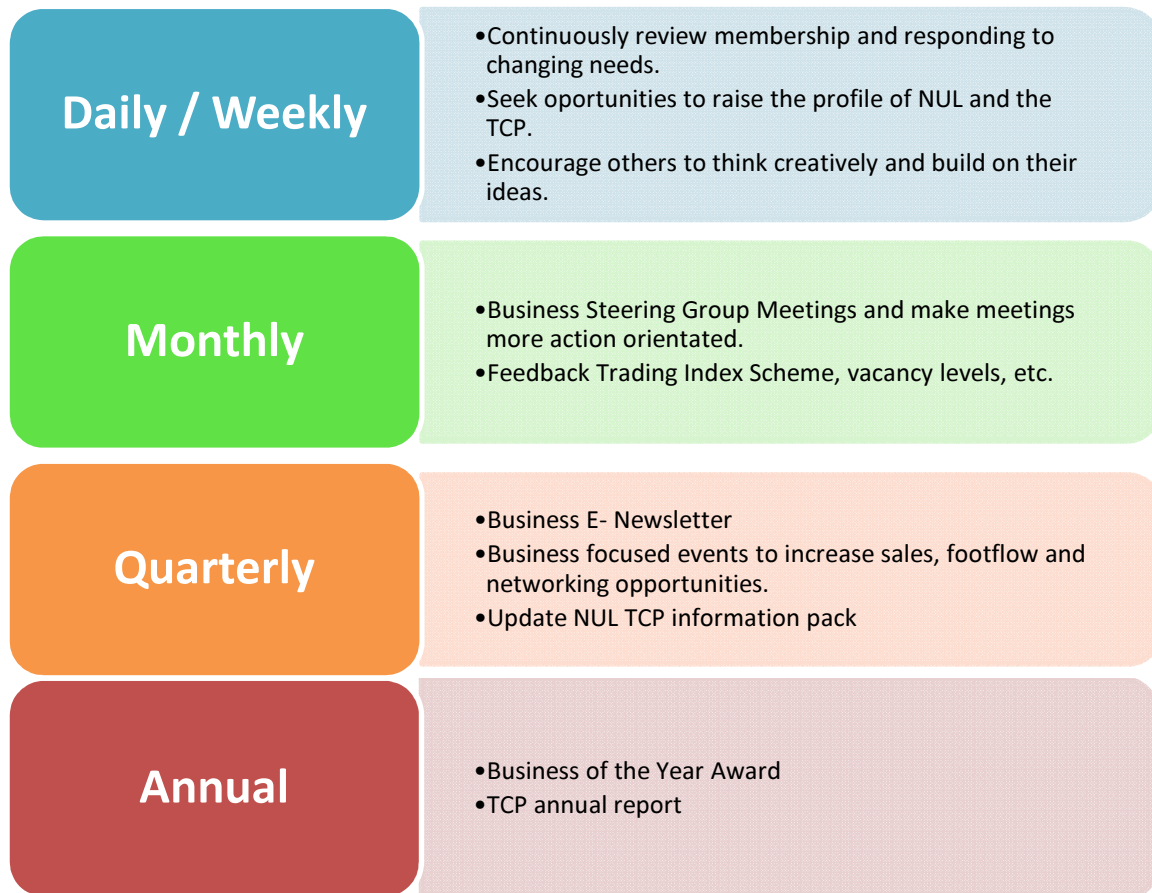 Daily / Weekly
•Continuously review membership and responding to
changing needs.
•Seek oportunities to raise the profile of NUL and the
TCP.
•Encourage others to think creatively and build on their
ideas.
Monthly
•Business Steering Group Meetings and make meetings
more action orientated.
•Feedback Trading Index Scheme, vacancy levels, etc.
Quarterly
•Business E- Newsletter
•Business focused events to increase sales, footflow and
networking opportunities.
•Update NUL TCP information pack
Annual
•Business of the Year Award
•TCP annual report